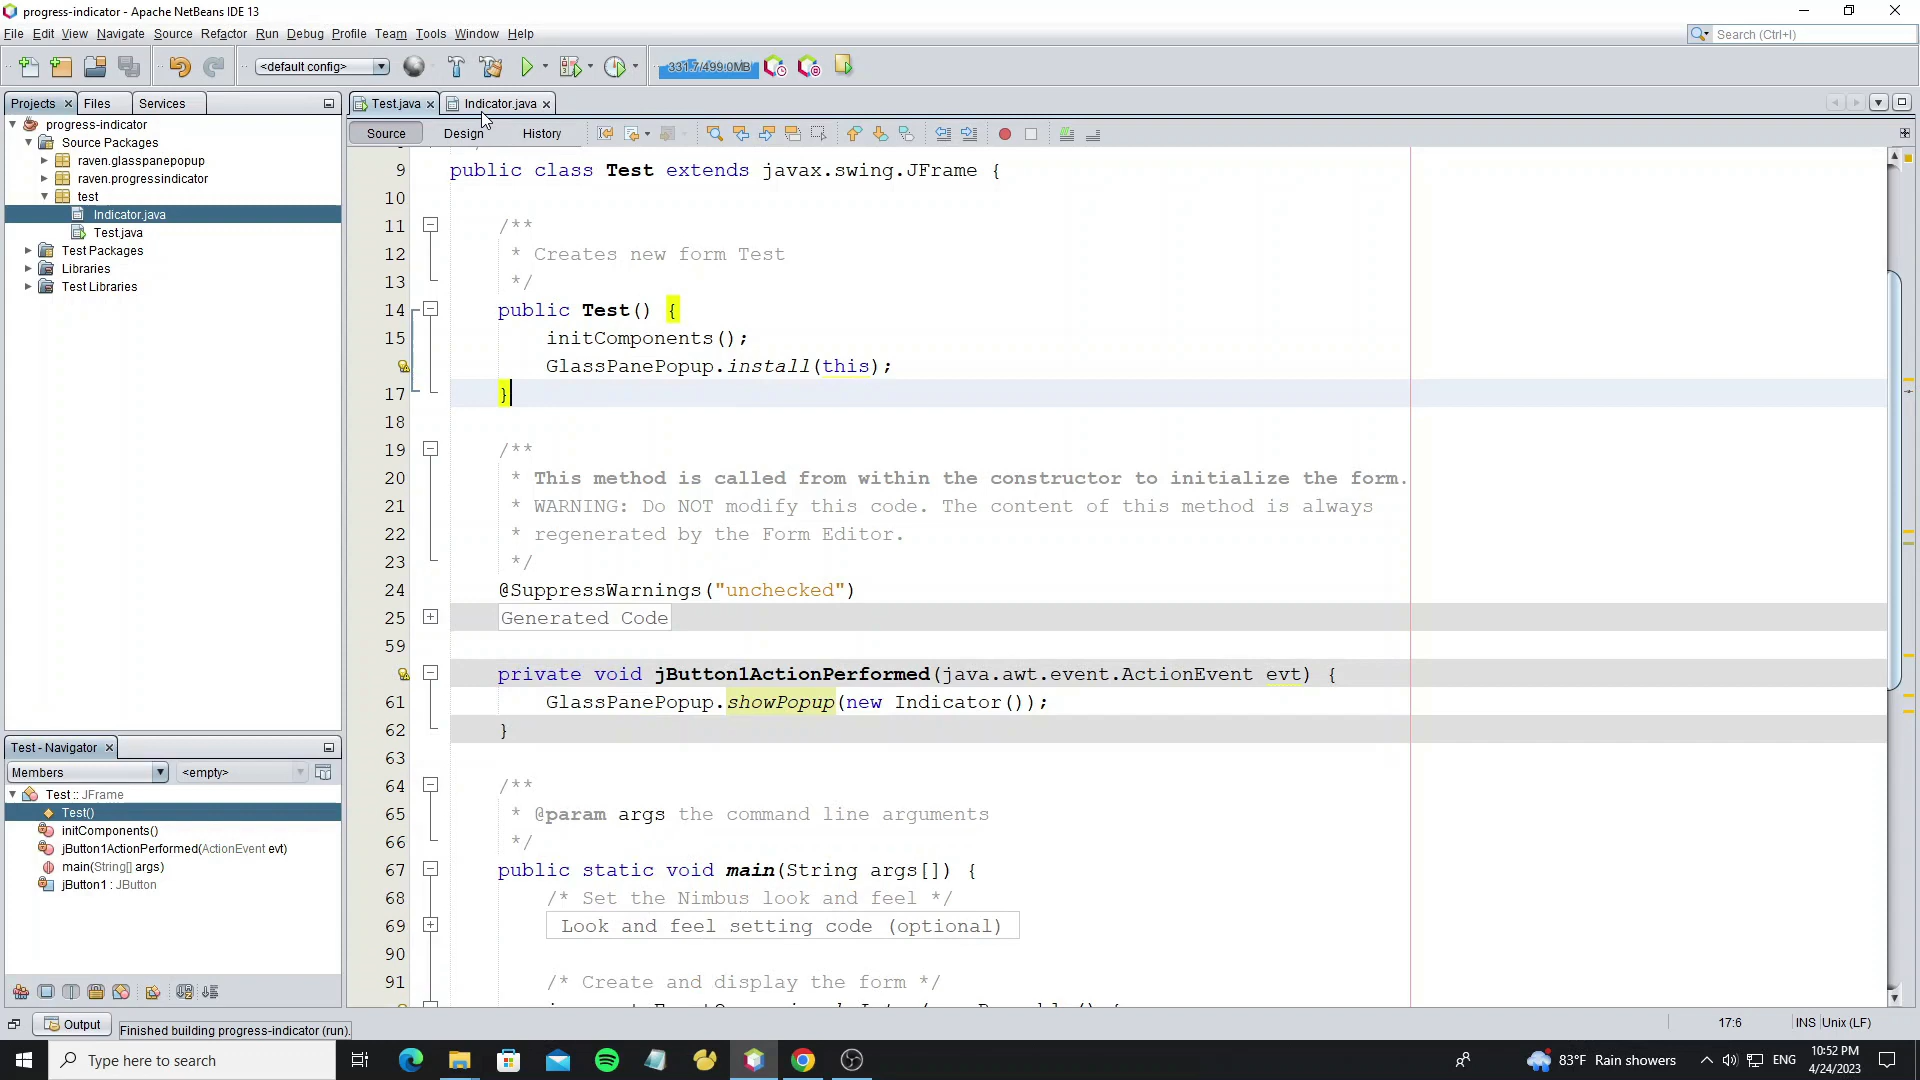 progress-indicator - Apache NetBeans IDE 13
File Edit View Navigate Source Refactor Run Debug Profile Team Tools Window Help
Search (Ctrl+I)
<default config>
331.7/499.0MB
Projects Files Services
Test.java Indicator.java
Source Design History
progress-indicator
Source Packages
raven.glasspanepopup
raven.progressindicator
test
Indicator.java
Test.java
Test Packages
Libraries
Test Libraries
9 public class Test extends javax.swing.JFrame {
10
11 /**
12 * Creates new form Test
13 */
14 public Test() {
15 initComponents();
GlassPanePopup.install(this);
17 }
18
19 /**
20 * This method is called from within the constructor to initialize the form.
21 * WARNING: Do NOT modify this code. The content of this method is always
22 * regenerated by the Form Editor.
23 */
24 @SuppressWarnings("unchecked")
25 Generated Code
59
private void jButton1ActionPerformed(java.awt.event.ActionEvent evt) {
61 GlassPanePopup.showPopup(new Indicator());
62 }
63
64 /**
65 * @param args the command line arguments
66 */
67 public static void main(String args[]) {
68 /* Set the Nimbus look and feel */
69 Look and feel setting code (optional)
90
91 /* Create and display the form */
Test - Navigator
Members <empty>
Test :: JFrame
Test()
initComponents()
jButton1ActionPerformed(ActionEvent evt)
main(String[] args)
jButton1 : JButton
Output
Finished building progress-indicator (run).
17:6 INS Unix (LF)
Type here to search
83°F Rain showers
ENG
10:52 PM
4/24/2023